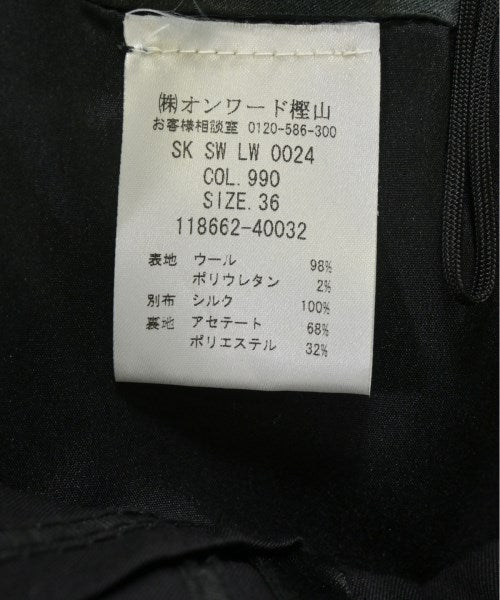 ㈱オンワード樫山
お客様相談室 0120-586-300
SK SW LW 0024
COL.990
SIZE.36
118662-40032
表地 ウール 98%
ポリウレタン 2%
別布 シルク 100%
裏地 アセテート 68%
ポリエステル 32%